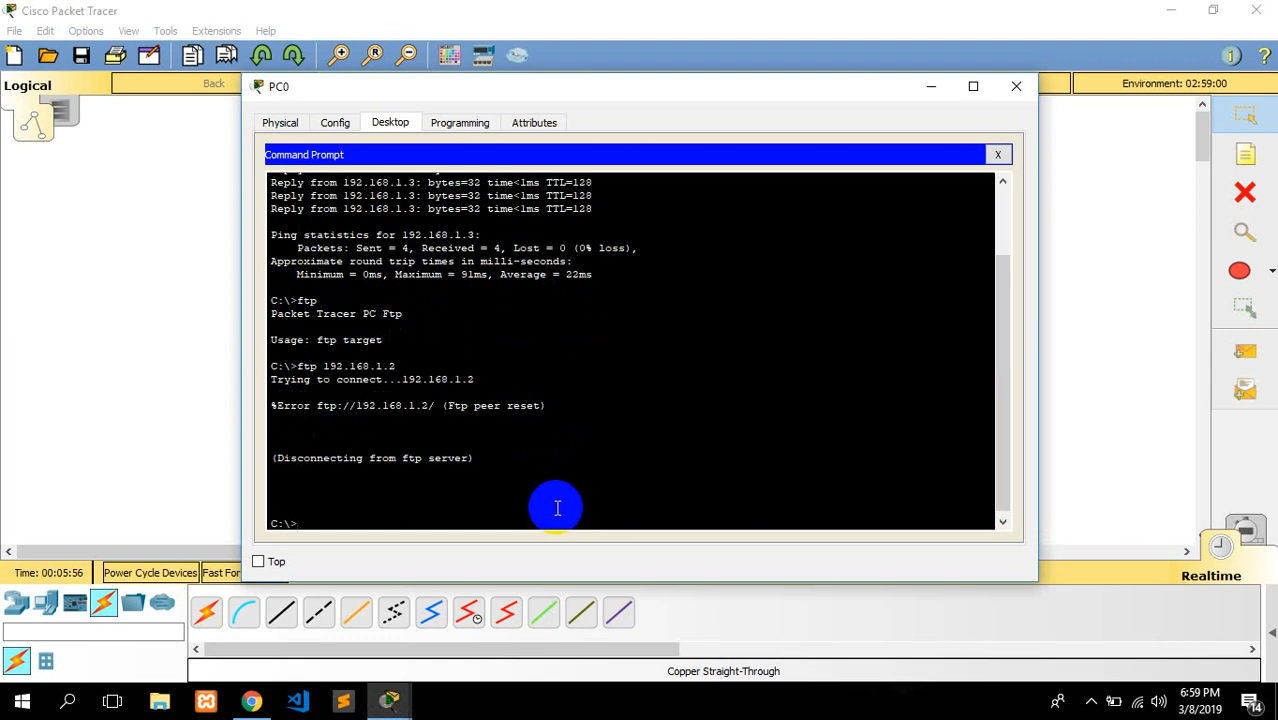 Cisco Packet Tracer
File Edit Options View Tools Extensions Help
Logical
Back
Environment: 02:59:00
PC0
Physical Config Desktop Programming Attributes
Command Prompt
X
Reply from 192.168.1.3: bytes=32 time<1ms TTL=128
Reply from 192.168.1.3: bytes=32 time<1ms TTL=128
Reply from 192.168.1.3: bytes=32 time<1ms TTL=128
Ping statistics for 192.168.1.3:
Packets: Sent = 4, Received = 4, Lost = 0 (0% loss),
Approximate round trip times in milli-seconds:
Minimum = 0ms, Maximum = 91ms, Average = 22ms
C:\>ftp
Packet Tracer PC Ftp
Usage: ftp target
C:\>ftp 192.168.1.2
Trying to connect...192.168.1.2
%Error ftp://192.168.1.2/ (Ftp peer reset)
(Disconnecting from ftp server)
C:\>
Top
Time: 00:05:56 Power Cycle Devices Fast For
Realtime
Copper Straight-Through
6:59 PM
3/8/2019
14